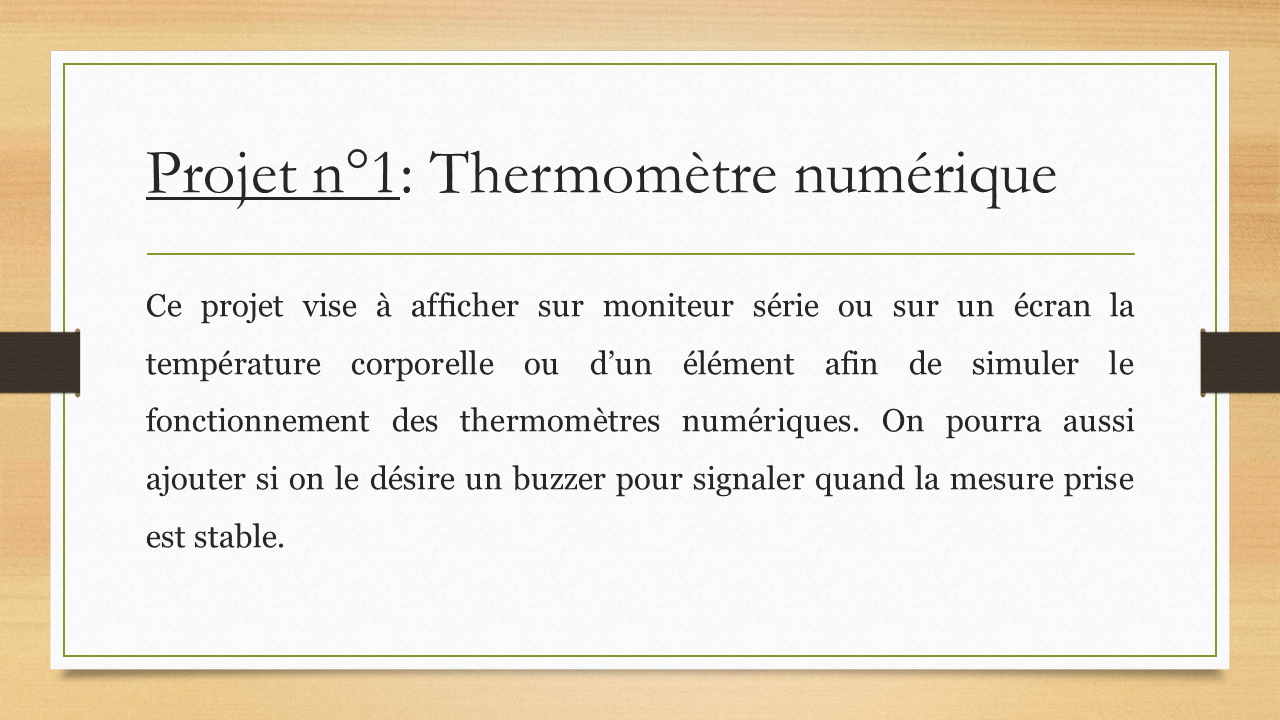 Projet n°1: Thermomètre numérique
Ce projet vise à afficher sur moniteur série ou sur un écran la
température corporelle ou d’un élément afin de simuler le
fonctionnement des thermomètres numériques. On pourra aussi
ajouter si on le désire un buzzer pour signaler quand la mesure prise
est stable.